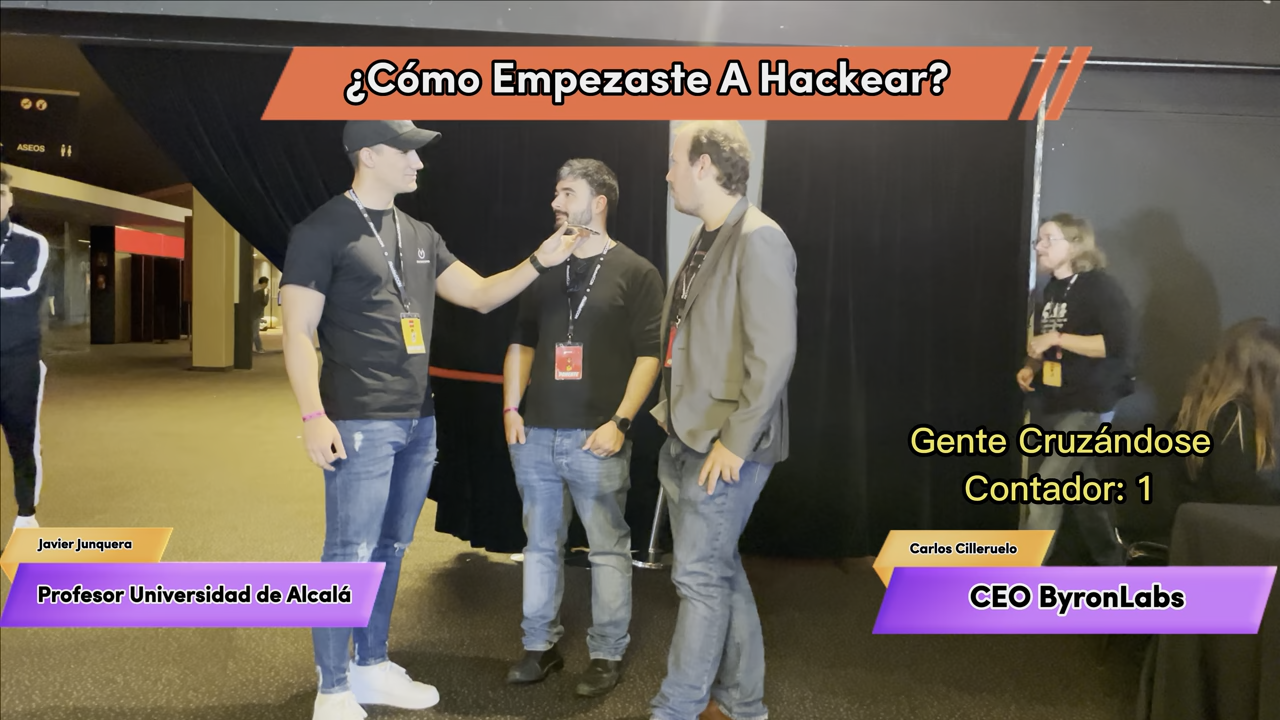 ¿Cómo Empezaste A Hackear?
ASEOS
Gente Cruzándose
Contador: 1
Javier Junquera
Profesor Universidad de Alcalá
Carlos Cilleruelo
CEO ByronLabs